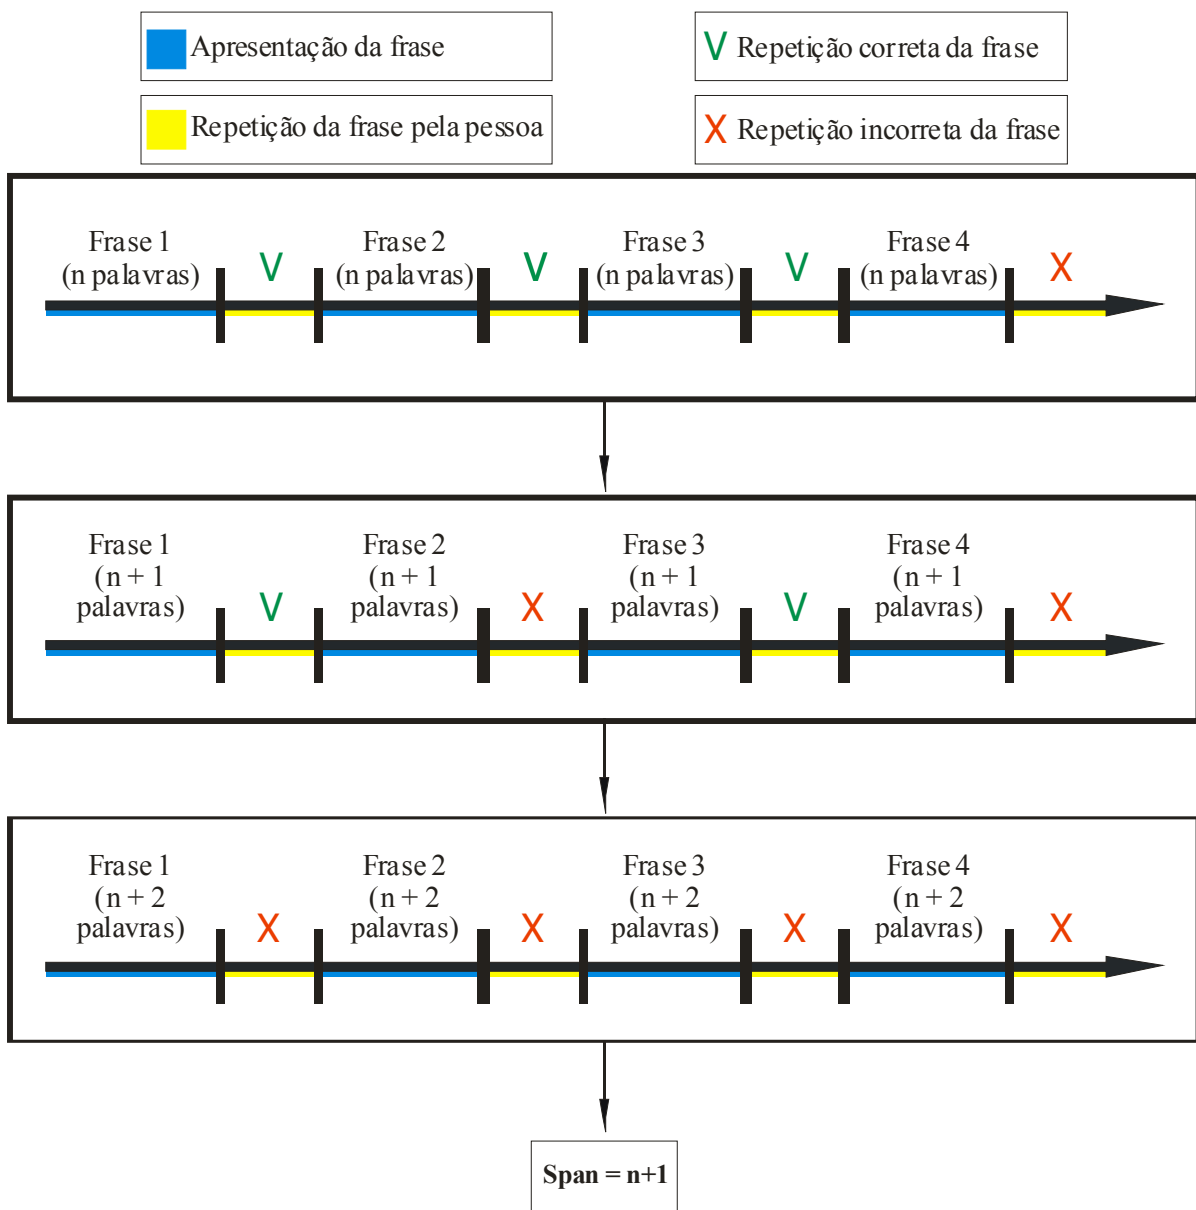 Apresentação da frase
V Repetição correta da frase
Repetição da frase pela pessoa
X Repetição incorreta da frase
Frase 1
(n palavras)
V
Frase 2
(n palavras)
V
Frase 3
(n palavras)
V
Frase 4
(n palavras)
X
Frase 1
(n + 1
palavras)
V
Frase 2
(n + 1
palavras)
X
Frase 3
(n + 1
palavras)
V
Frase 4
(n + 1
palavras)
X
Frase 1
(n + 2
palavras)
X
Frase 2
(n + 2
palavras)
X
Frase 3
(n + 2
palavras)
X
Frase 4
(n + 2
palavras)
X
Span = n+1